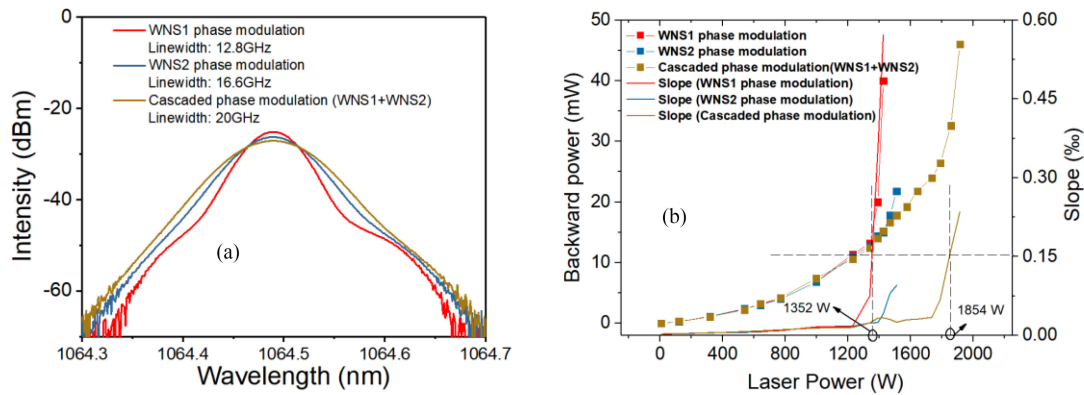 0
-20
-40
-60
Intensity (dBm)
WNS1 phase modulation
Linewidth: 12.8GHz
WNS2 phase modulation
Linewidth: 16.6GHz
Cascaded phase modulation (WNS1+WNS2)
Linewidth: 20GHz
(a)
1064.3 1064.4 1064.5 1064.6 1064.7
Wavelength (nm)
50
40
30
20
10
0
Backward power (mW)
WNS1 phase modulation
WNS2 phase modulation
Cascaded phase modulation(WNS1+WNS2)
Slope (WNS1 phase modulation)
Slope (WNS2 phase modulation)
Slope (Cascaded phase modulation)
(b)
1352 W
1854 W
0.60
0.45
0.30
0.15
0.00
Slope (‰)
0 400 800 1200 1600 2000
Laser Power (W)